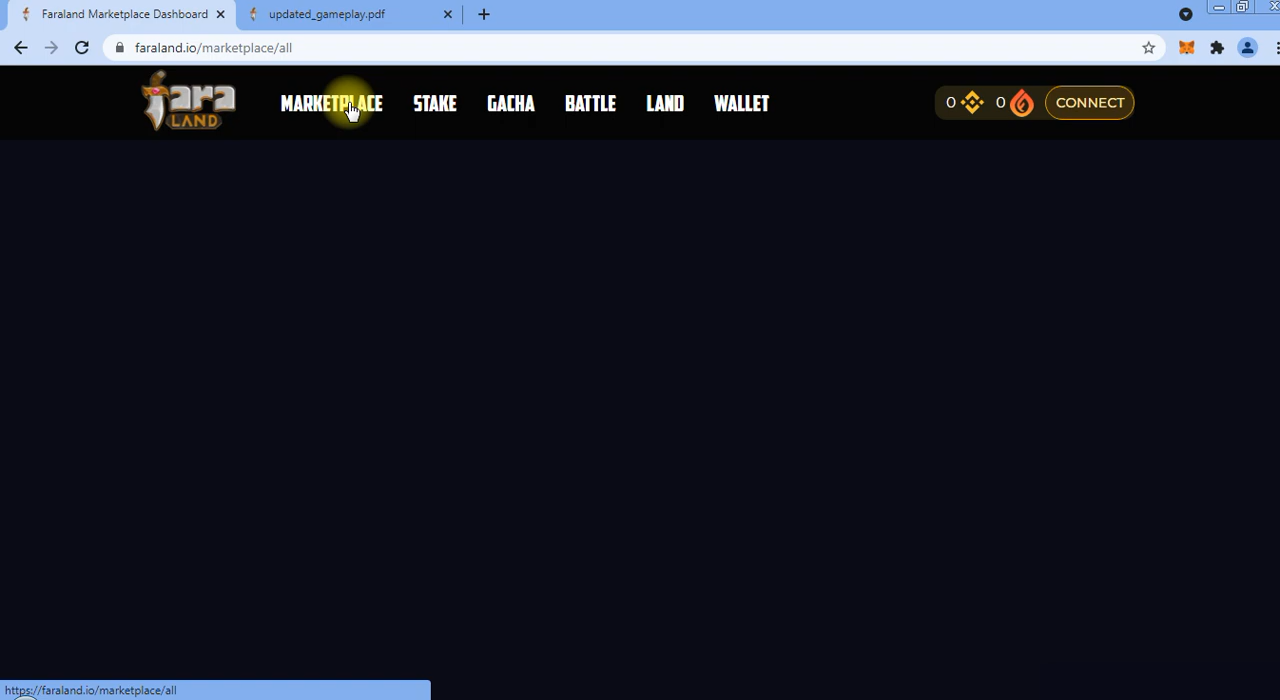 Faraland Marketplace Dashboard
updated_gameplay.pdf
faraland.io/marketplace/all
fara
LAND
MARKETPLACE
STAKE
GACHA
BATTLE
LAND
WALLET
0
0
CONNECT
https://faraland.io/marketplace/all